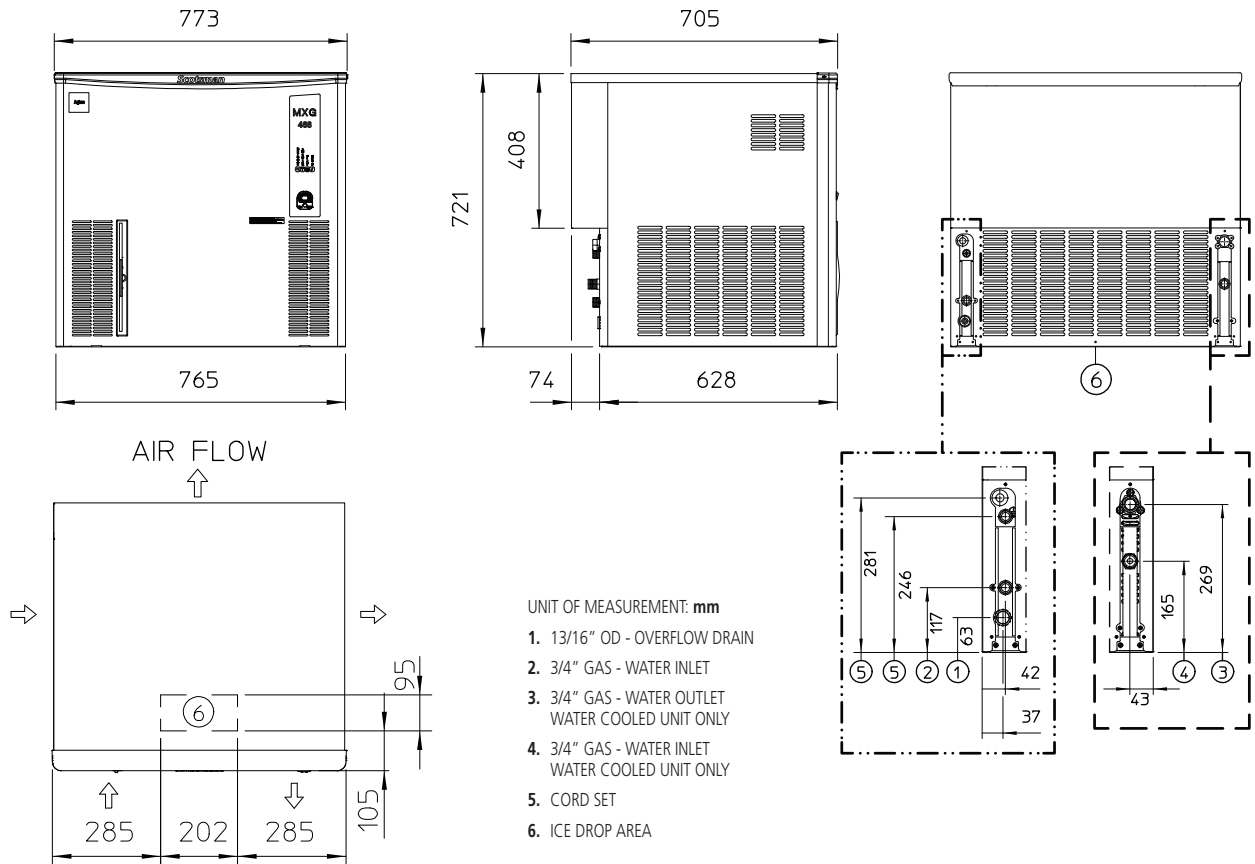 773
705
Scotsman
MXG
468
408
721
765
74
628
6
AIR FLOW
6
95
105
285
202
285
UNIT OF MEASUREMENT: mm
1. 13/16" OD - OVERFLOW DRAIN
2. 3/4" GAS - WATER INLET
3. 3/4" GAS - WATER OUTLET
WATER COOLED UNIT ONLY
4. 3/4" GAS - WATER INLET
WATER COOLED UNIT ONLY
5. CORD SET
6. ICE DROP AREA
281
246
117
63
5
5
2
1
42
37
269
165
4
3
43